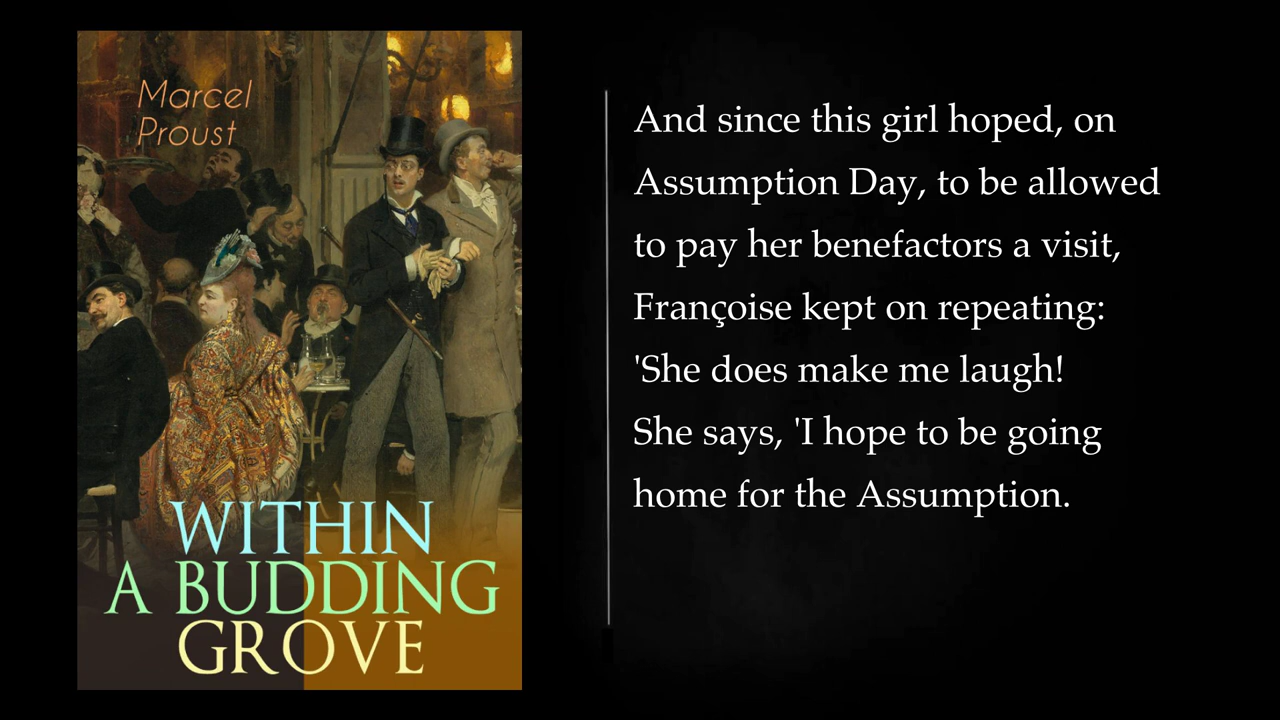 Marcel
Proust
WITHIN
A BUDDING
GROVE
And since this girl hoped, on
Assumption Day, to be allowed
to pay her benefactors a visit,
Françoise kept on repeating:
'She does make me laugh!
She says, 'I hope to be going
home for the Assumption.